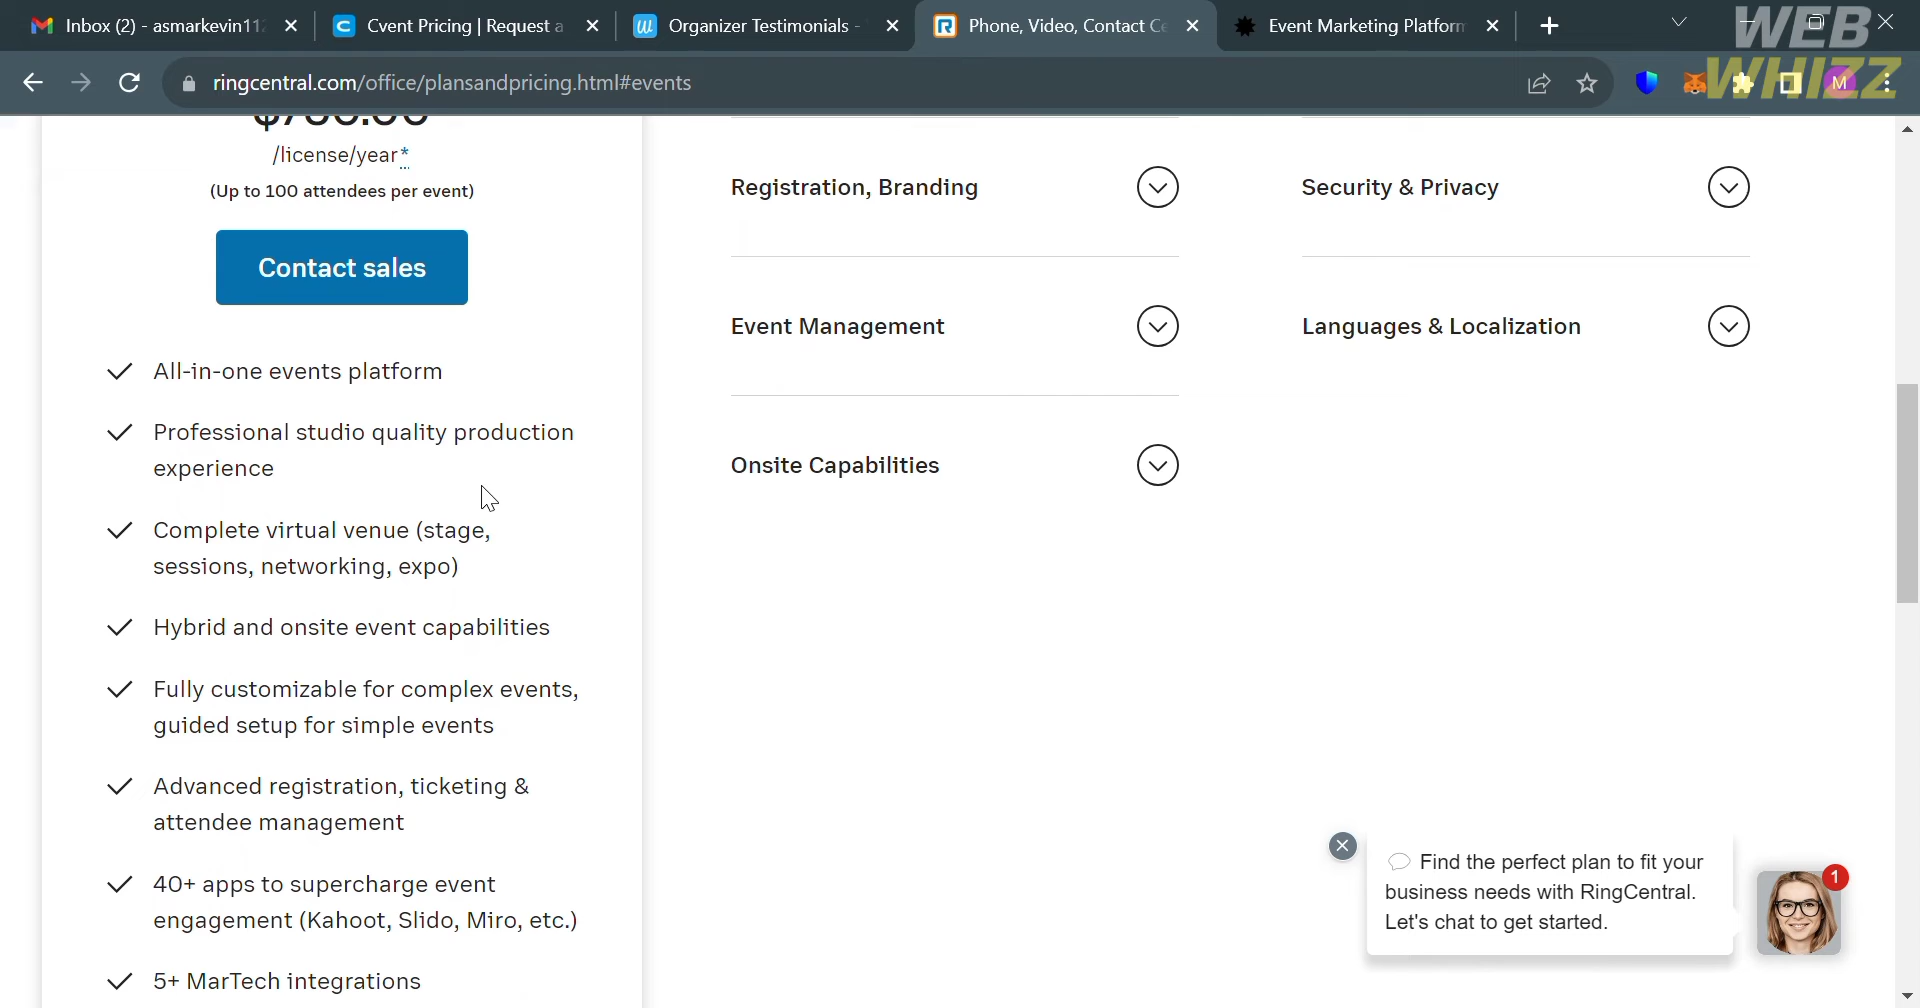 Inbox (2) - asmarkevin112
Cvent Pricing | Request a
Organizer Testimonials -
Phone, Video, Contact Ce
Event Marketing Platform
WEB
WHIZZ
ringcentral.com/office/plansandpricing.html#events
M
/license/year*
(Up to 100 attendees per event)
Contact sales
All-in-one events platform
Professional studio quality production
experience
Complete virtual venue (stage,
sessions, networking, expo)
Hybrid and onsite event capabilities
Fully customizable for complex events,
guided setup for simple events
Advanced registration, ticketing &
attendee management
40+ apps to supercharge event
engagement (Kahoot, Slido, Miro, etc.)
5+ MarTech integrations
Registration, Branding
Event Management
Onsite Capabilities
Security & Privacy
Languages & Localization
Find the perfect plan to fit your
business needs with RingCentral.
Let's chat to get started.
1